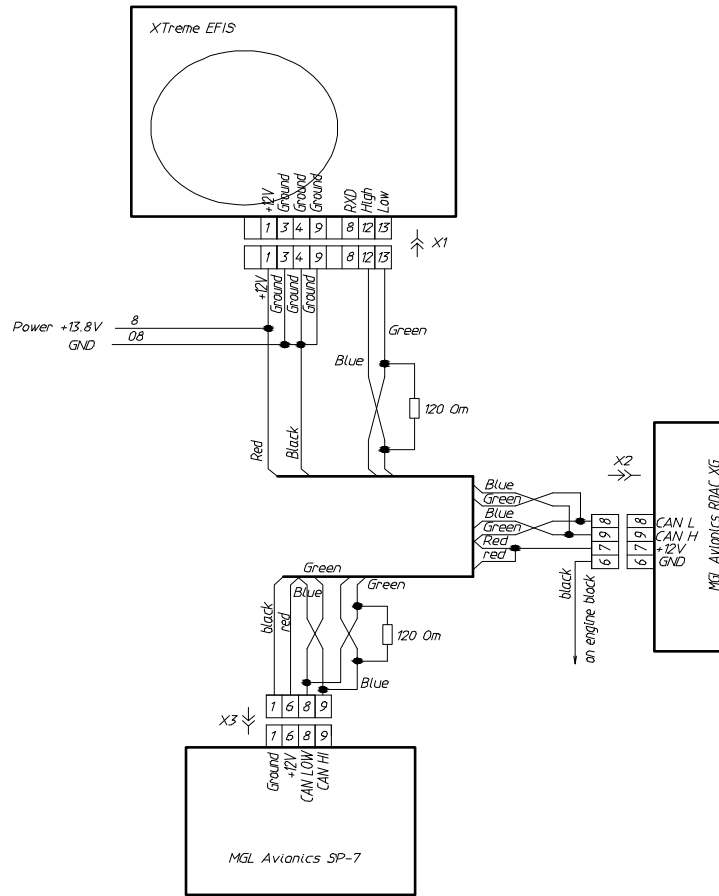 XTreme EFIS
+12V
Ground
Ground
Ground
RXD
High
Low
1 3 4 9 8 12 13
X1
1 3 4 9 8 12 13
+12V
Ground
Ground
Ground
Power +13.8V 8
GND 08
Green
Blue
120 Om
Red
Black
X2
MGL Avionics RDAC XG
Blue
Green
Blue
Green
Red
red
8 8 CAN L
9 9 CAN H
7 7 +12V
6 6 GND
black
an engine block
Green
Green
black
red
Blue
120 Om
Blue
1 6 8 9
X3
1 6 8 9
Ground
+12V
CAN LOW
CAN HI
MGL Avionics SP-7